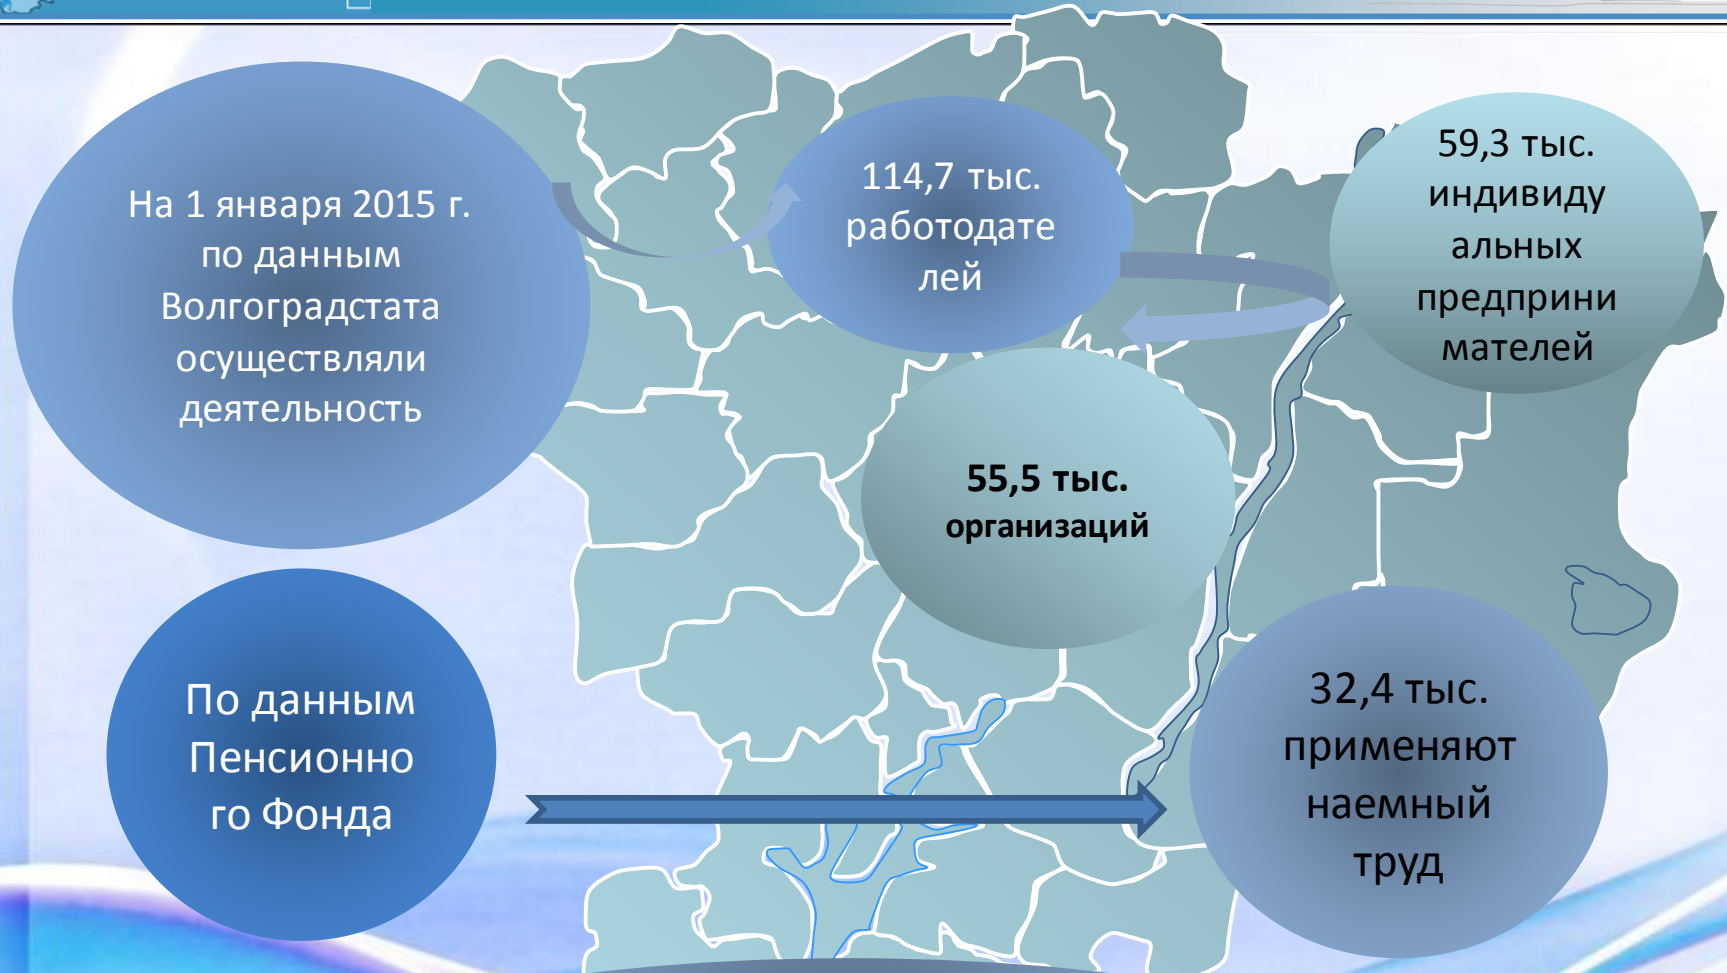 На 1 января 2015 г.
по данным
Волгоградстата
осуществляли
деятельность
114,7 тыс.
работодате
лей
59,3 тыс.
индивиду
альных
предприни
мателей
55,5 тыс.
организаций
По данным
Пенсионно
го Фонда
32,4 тыс.
применяют
наемный
труд